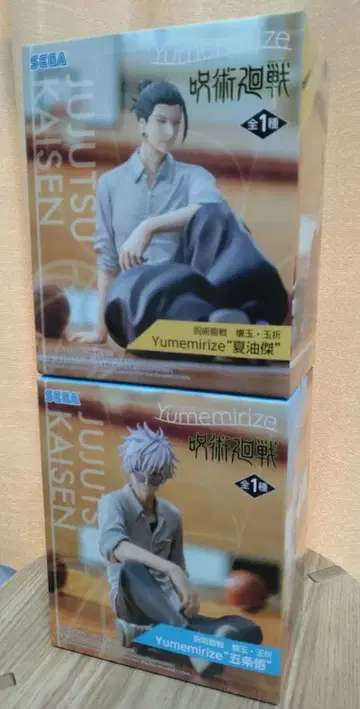 Yumemirize
SEGA
呪術廻戦
全1種
JUJUTSU
KAISEN
呪術廻戦 懐玉・玉折
Yumemirize"夏油傑"
Yumemirize
SEGA
呪術廻戦
全1種
JUJUTSU
KAISEN
呪術廻戦 懐玉・玉折
Yumemirize"五条悟"